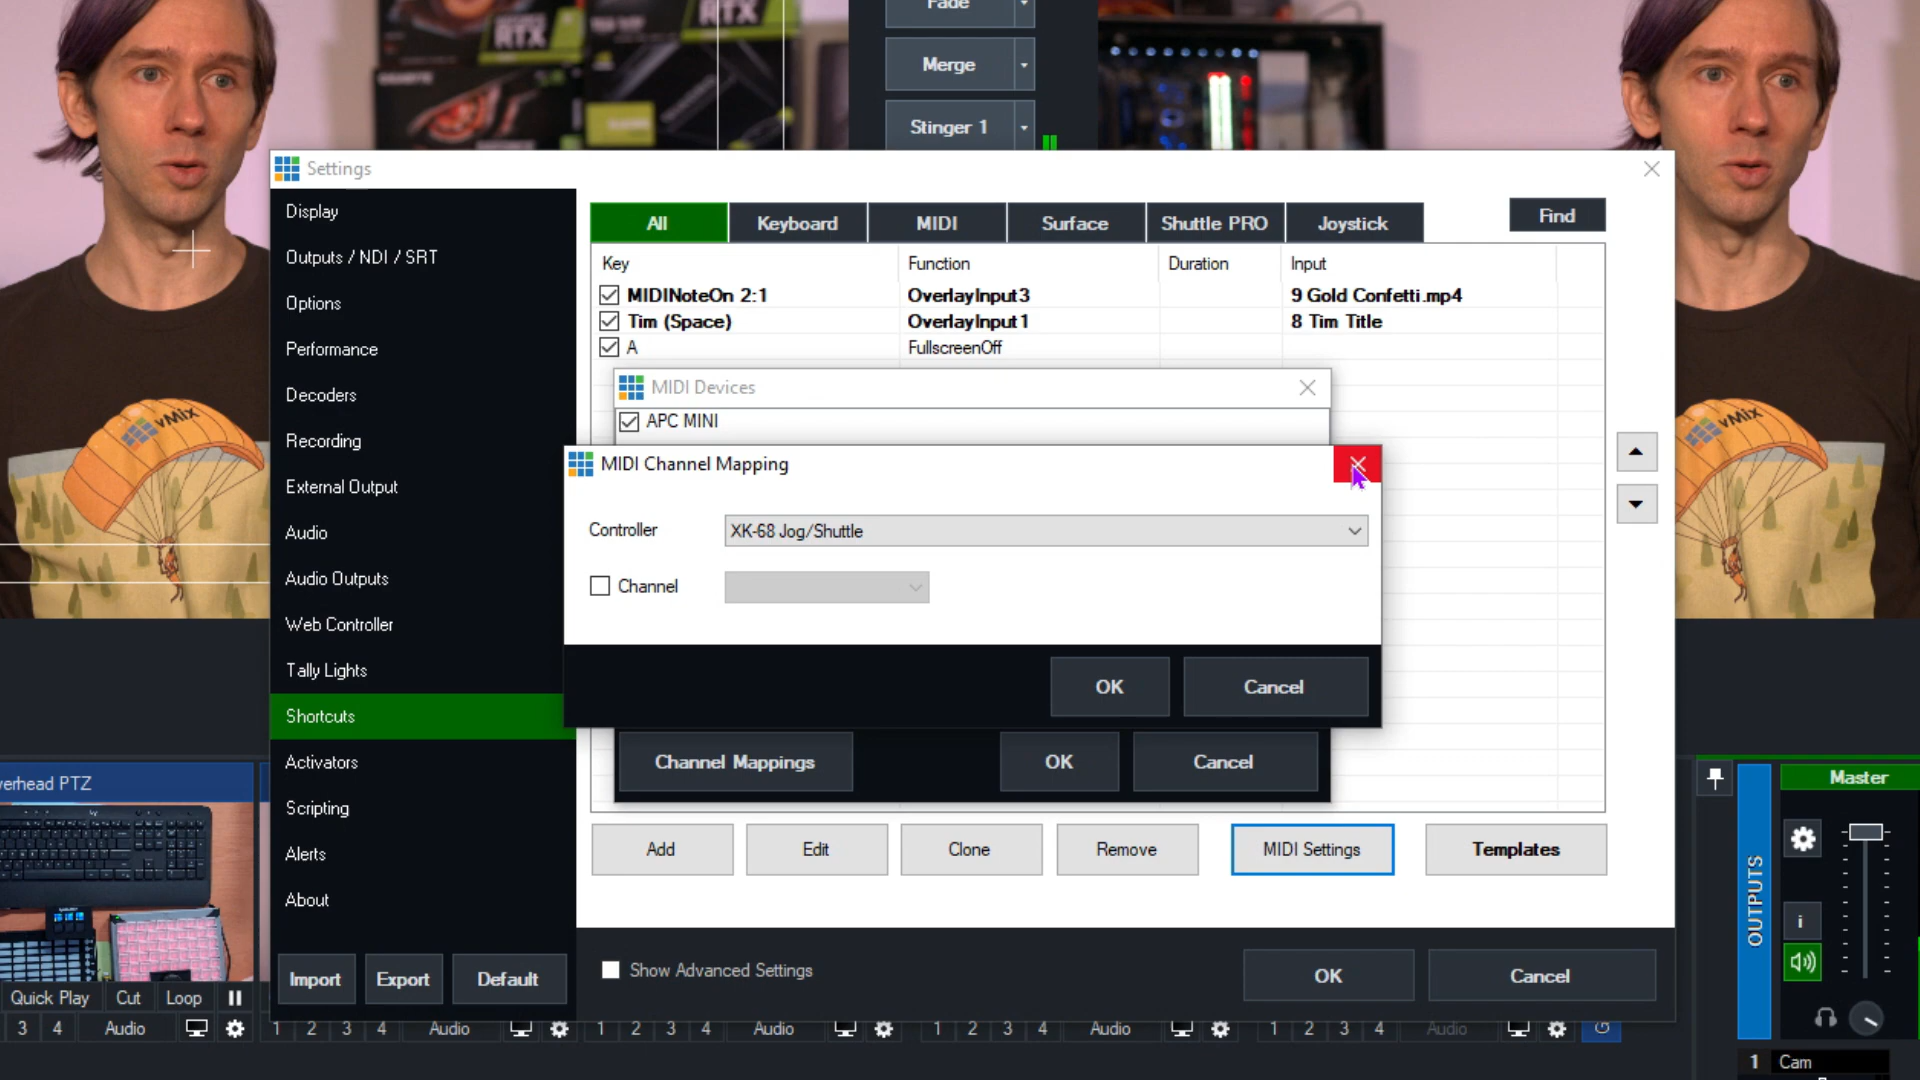 Fade
Merge
Stinger 1
RTX
RTX
Settings
Display
Outputs / NDI / SRT
Options
Performance
Decoders
Recording
External Output
Audio
Audio Outputs
Web Controller
Tally Lights
Shortcuts
Activators
Scripting
Alerts
About
Import
Export
Default
All
Keyboard
MIDI
Surface
Shuttle PRO
Joystick
Find
Key
Function
Duration
Input
MIDINoteOn 2:1
OverlayInput3
9 Gold Confetti.mp4
Tim (Space)
OverlayInput1
8 Tim Title
A
FullscreenOff
MIDI Devices
APC MINI
MIDI Channel Mapping
Controller
XK-68 Jog/Shuttle
Channel
OK
Cancel
Channel Mappings
OK
Cancel
Add
Edit
Clone
Remove
MIDI Settings
Templates
Show Advanced Settings
OK
Cancel
vMix
vMix
verhead PTZ
Quick Play
Cut
Loop
3 4 Audio
1 2 3 4 Audio
1 2 3 4 Audio
1 2 3 4 Audio
1 2 3 4 Audio
OUTPUTS
Master
i
1 Cam